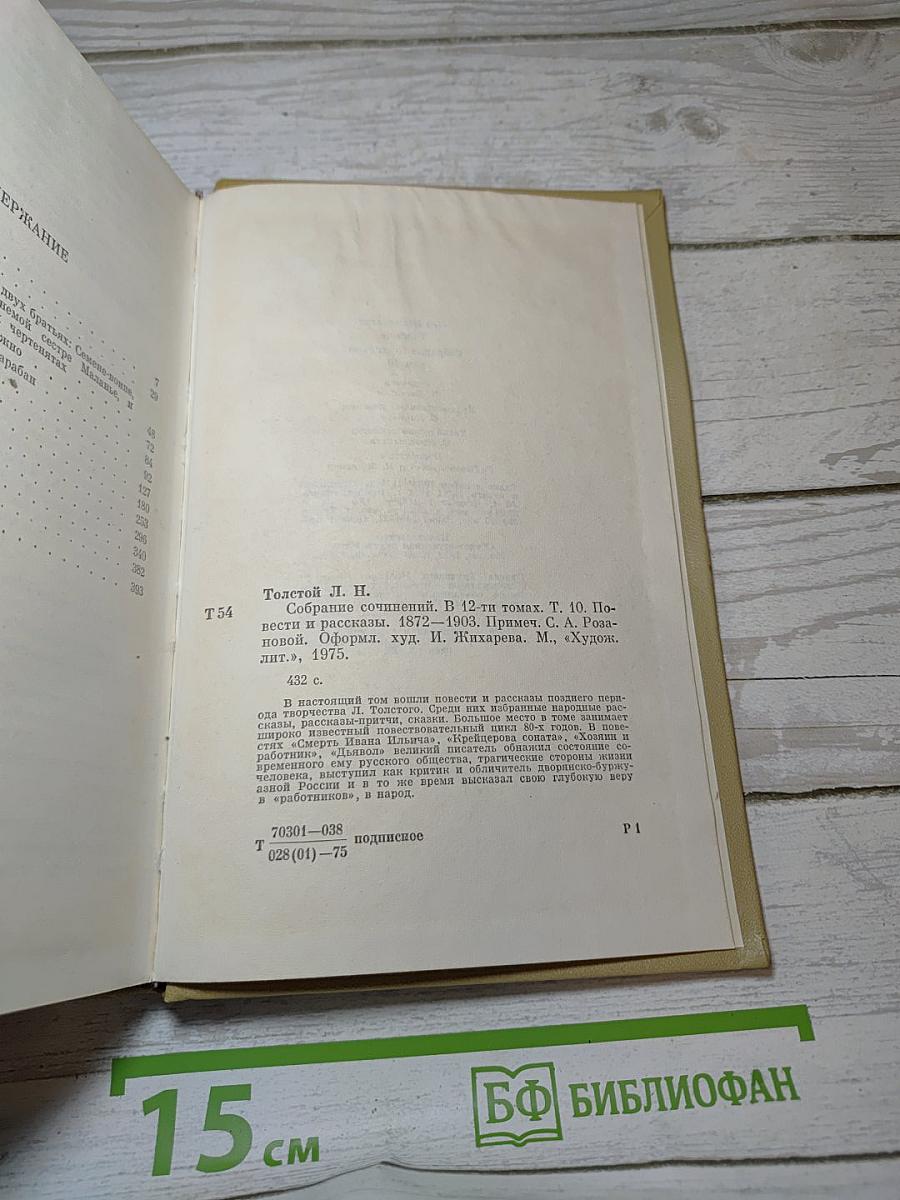 ЕРЖАНИЕ
двух братьях: Семене-воине,
немой сестре Маланье, и
чертенятах
жно
арабан
7
29
48
72
84
92
127
180
253
296
340
382
393
Толстой Л. Н.
Т 54
Собрание сочинений. В 12-ти томах. Т. 10. По-
вести и рассказы. 1872—1903. Примеч. С. А. Роза-
новой. Оформл. худ. И. Жихарева. М., «Худож.
лит.», 1975.
432 с.
В настоящий том вошли повести и рассказы позднего пери-
ода творчества Л. Толстого. Среди них избранные народные рас-
сказы, рассказы-притчи, сказки. Большое место в томе занимает
широко известный повествовательный цикл 80-х годов. В пове-
стях «Смерть Ивана Ильича», «Крейцерова соната», «Хозяин и
работник», «Дьявол» великий писатель обнажил состояние со-
временного ему русского общества, трагические стороны жизни
человека, выступил как критик и обличитель дворянско-буржу-
азной России и в то же время высказал свою глубокую веру
в «работников», в народ.
Т 70301—038 подписное Р 1
028(01)—75
15 см БФ БИБЛИОФАН